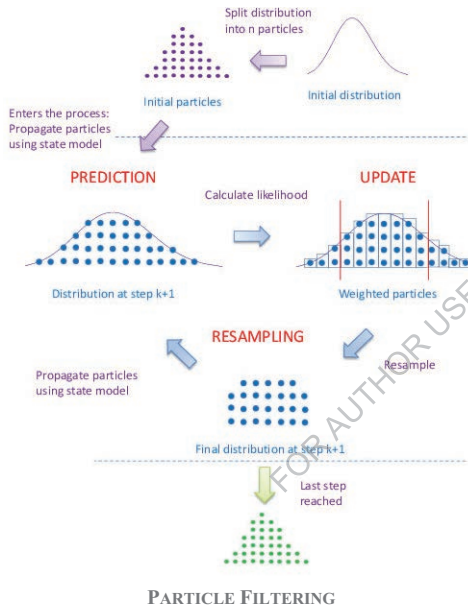 Split distribution
into n particles
Initial particles
Initial distribution
Enters the process:
Propagate particles
using state model
PREDICTION
Calculate likelihood
UPDATE
Distribution at step k+1
Weighted particles
RESAMPLING
Propagate particles
using state model
Resample
Final distribution at step k+1
Last step
reached
FOR AUTHOR USE
PARTICLE FILTERING